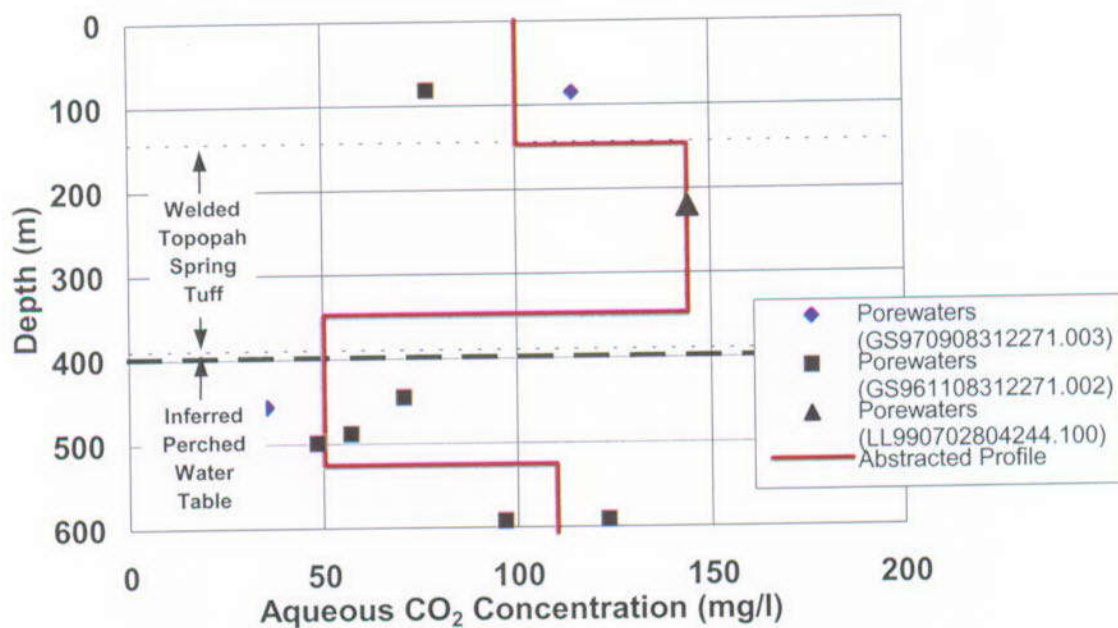 0
100
200
300
400
500
600
Depth (m)
Welded
Topopah
Spring
Tuff
Inferred
Perched
Water
Table
Porewaters
(GS970908312271.003)
Porewaters
(GS961108312271.002)
Porewaters
(LL990702804244.100)
Abstracted Profile
0
50
100
150
200
Aqueous CO₂ Concentration (mg/l)